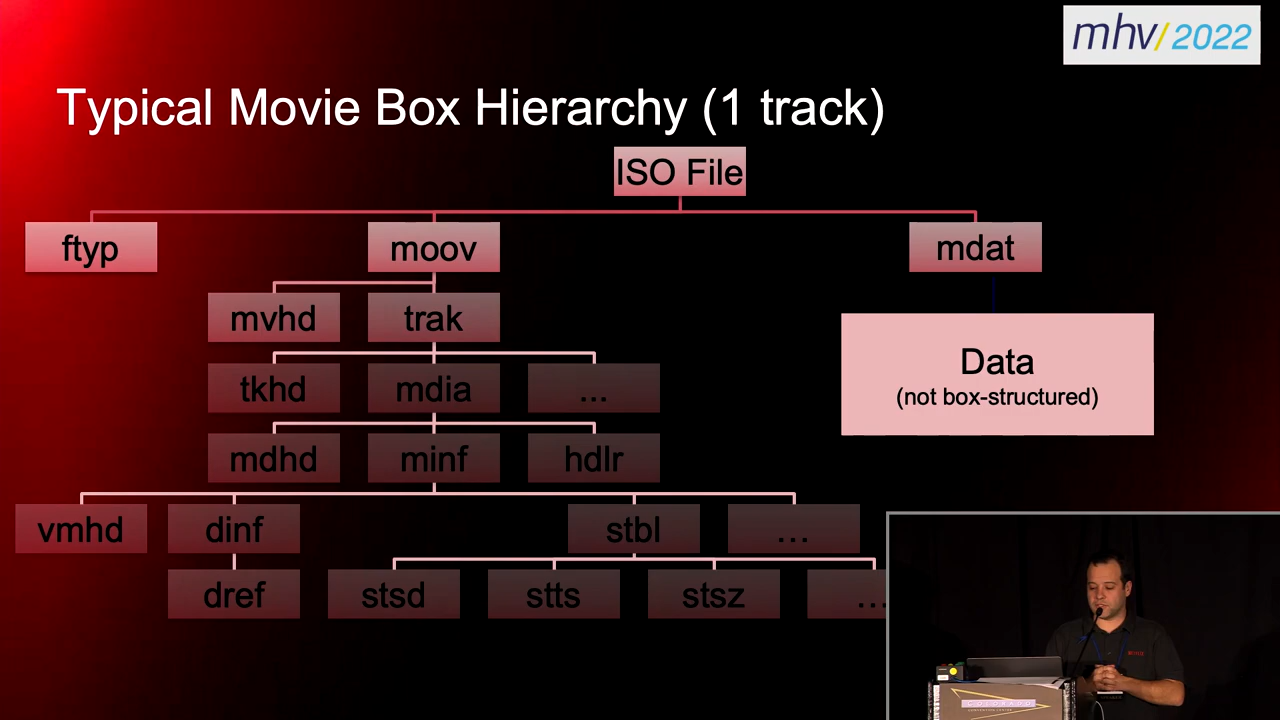 mhv/2022
Typical Movie Box Hierarchy (1 track)
ISO File
ftyp
moov
mdat
mvhd
trak
Data
(not box-structured)
tkhd
mdia
...
mdhd
minf
hdlr
vmhd
dinf
stbl
...
dref
stsd
stts
stsz
...
COLORADO